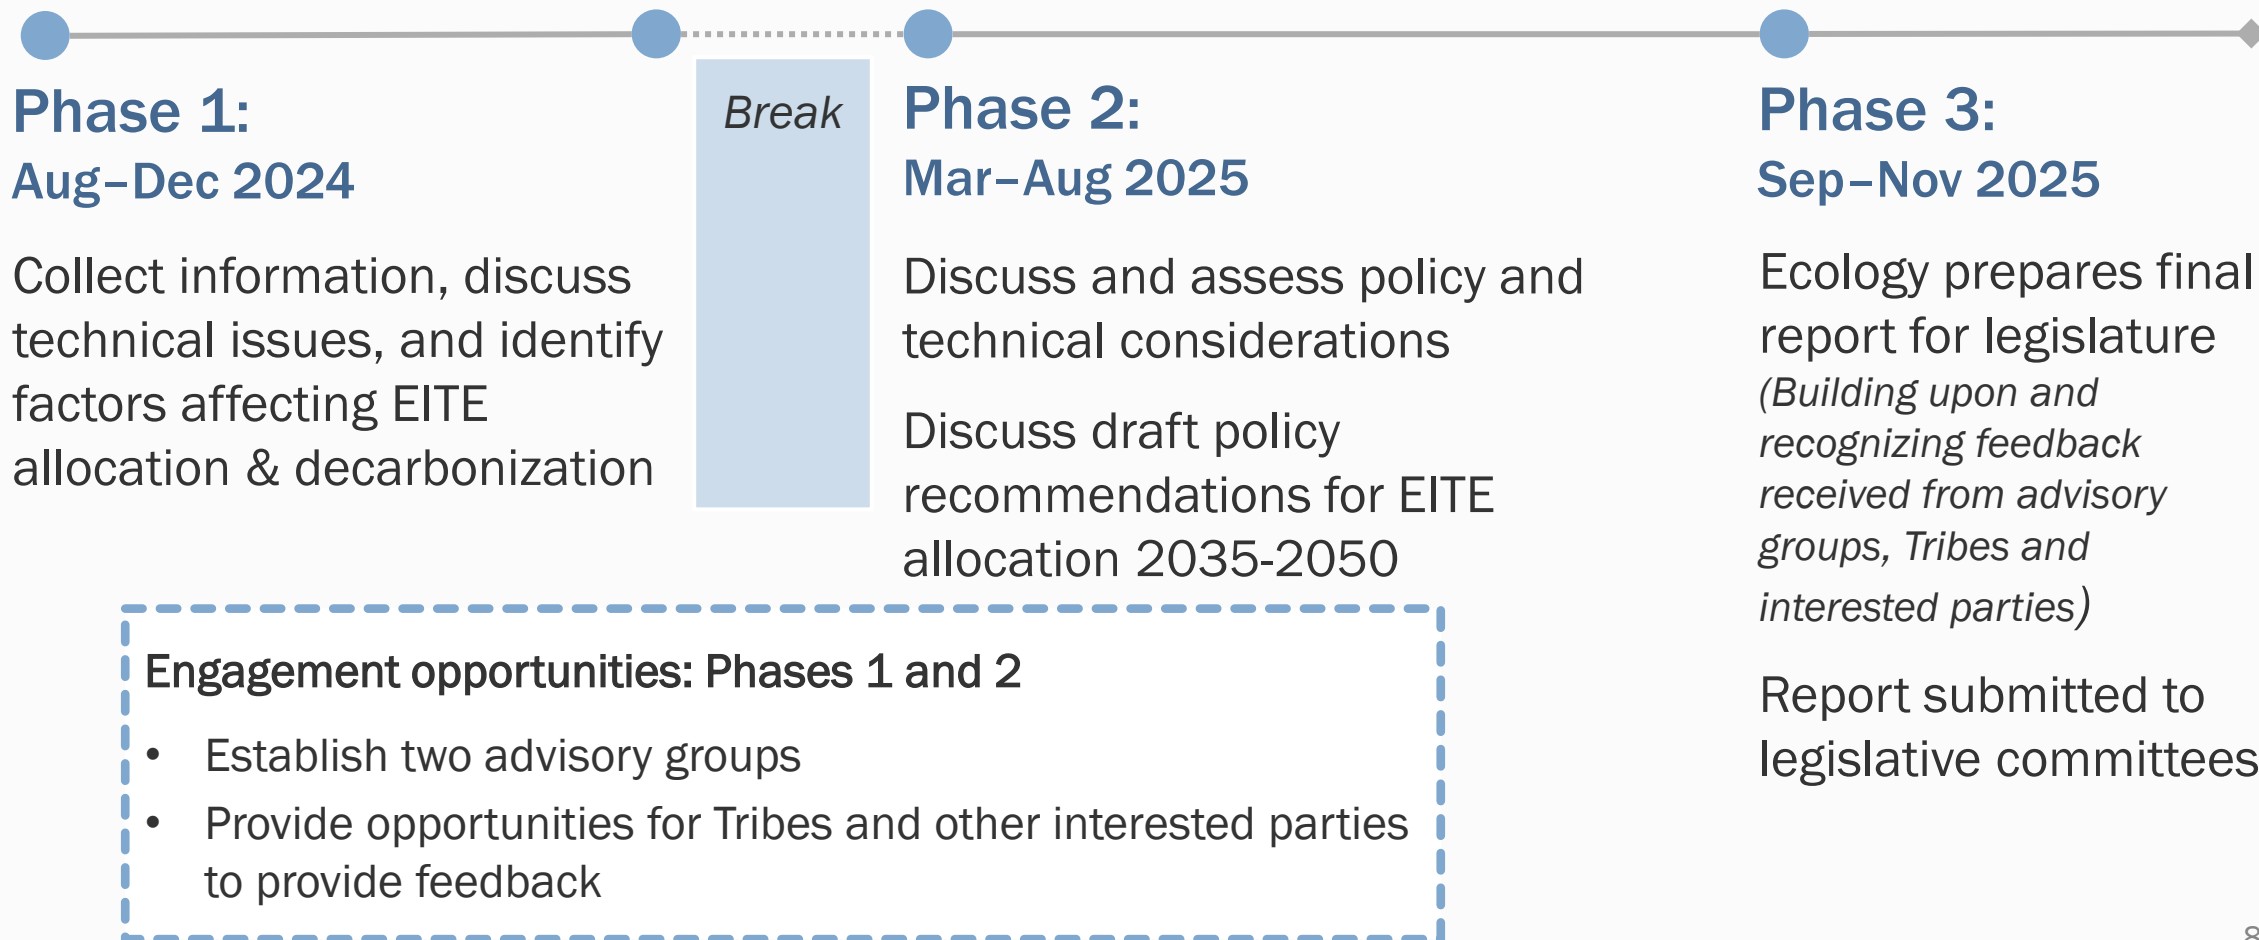 Phase 1:
Aug–Dec 2024
Collect information, discuss
technical issues, and identify
factors affecting EITE
allocation & decarbonization
Break
Phase 2:
Mar–Aug 2025
Discuss and assess policy and
technical considerations
Discuss draft policy
recommendations for EITE
allocation 2035-2050
Phase 3:
Sep–Nov 2025
Ecology prepares final
report for legislature
(Building upon and
recognizing feedback
received from advisory
groups, Tribes and
interested parties)
Report submitted to
legislative committees
Engagement opportunities: Phases 1 and 2
• Establish two advisory groups
• Provide opportunities for Tribes and other interested parties
to provide feedback
8